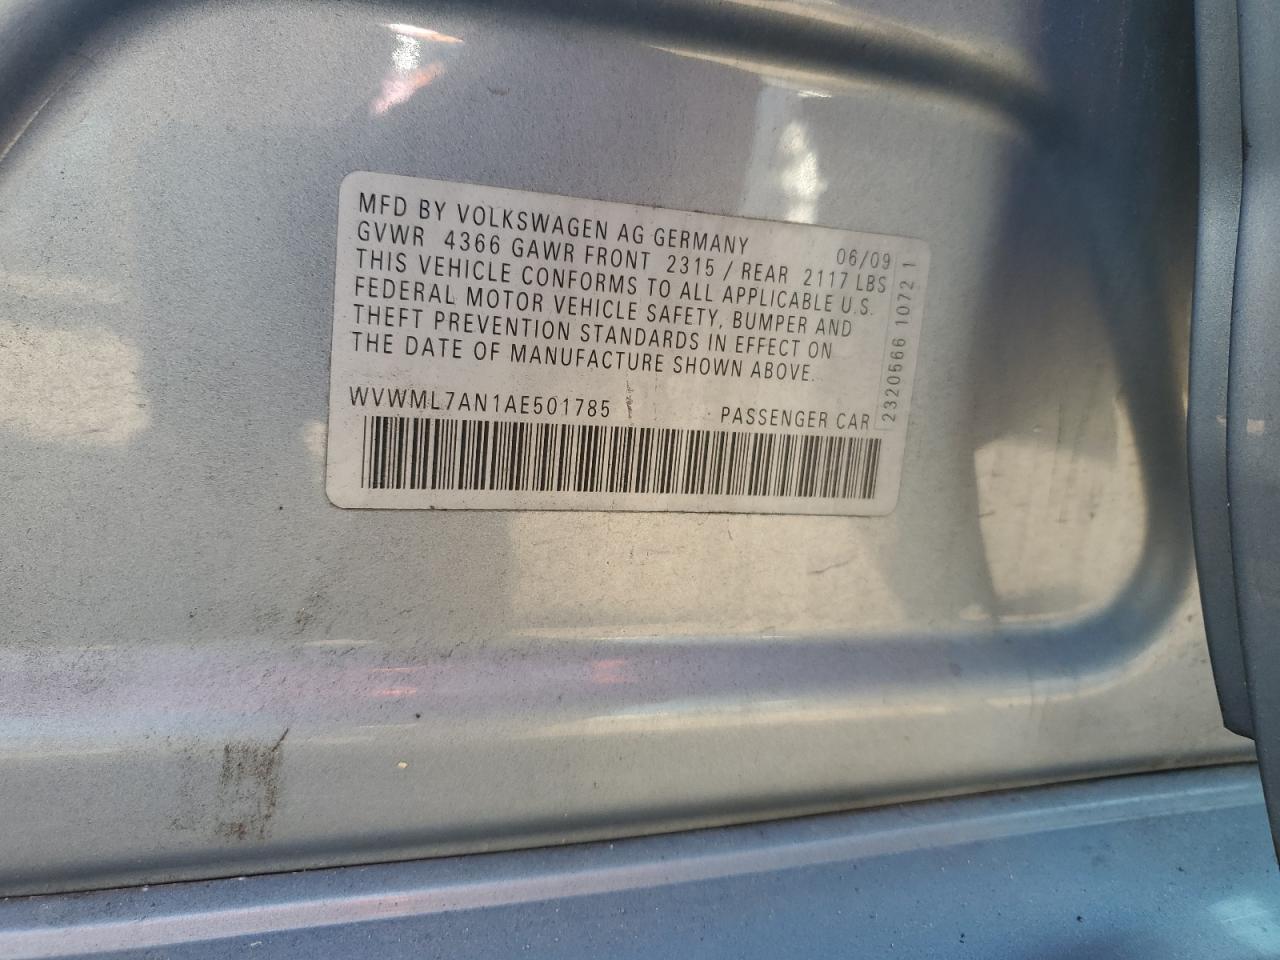 MFD BY VOLKSWAGEN AG GERMANY 06/09
GVWR 4366 GAWR FRONT 2315 / REAR 2117 LBS
THIS VEHICLE CONFORMS TO ALL APPLICABLE U.S.
FEDERAL MOTOR VEHICLE SAFETY, BUMPER AND
THEFT PREVENTION STANDARDS IN EFFECT ON
THE DATE OF MANUFACTURE SHOWN ABOVE.
WVWML7AN1AE501785 PASSENGER CAR
2320566 1072 1